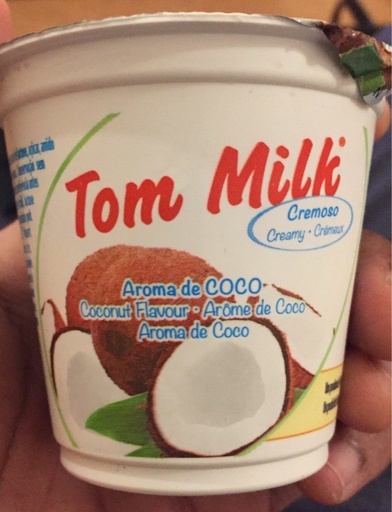 Tom Milk
Cremoso
Creamy • Crémeux
Aroma de COCO •
Coconut Flavour • Arôme de Coco
Aroma de Coco